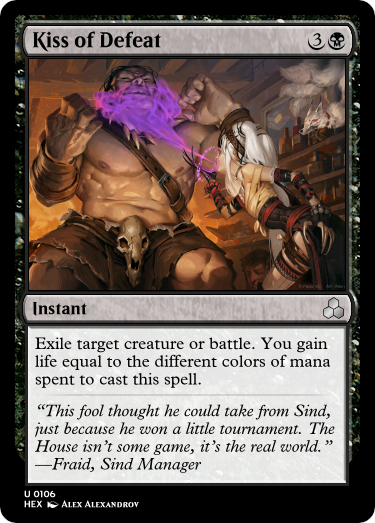 Kiss of Defeat 3
Instant
Exile target creature or battle. You gain
life equal to the different colors of mana
spent to cast this spell.
“This fool thought he could take from Sind,
just because he won a little tournament. The
House isn’t some game, it’s the real world.”
—Fraid, Sind Manager
U 0106
HEX Alex Alexandrov